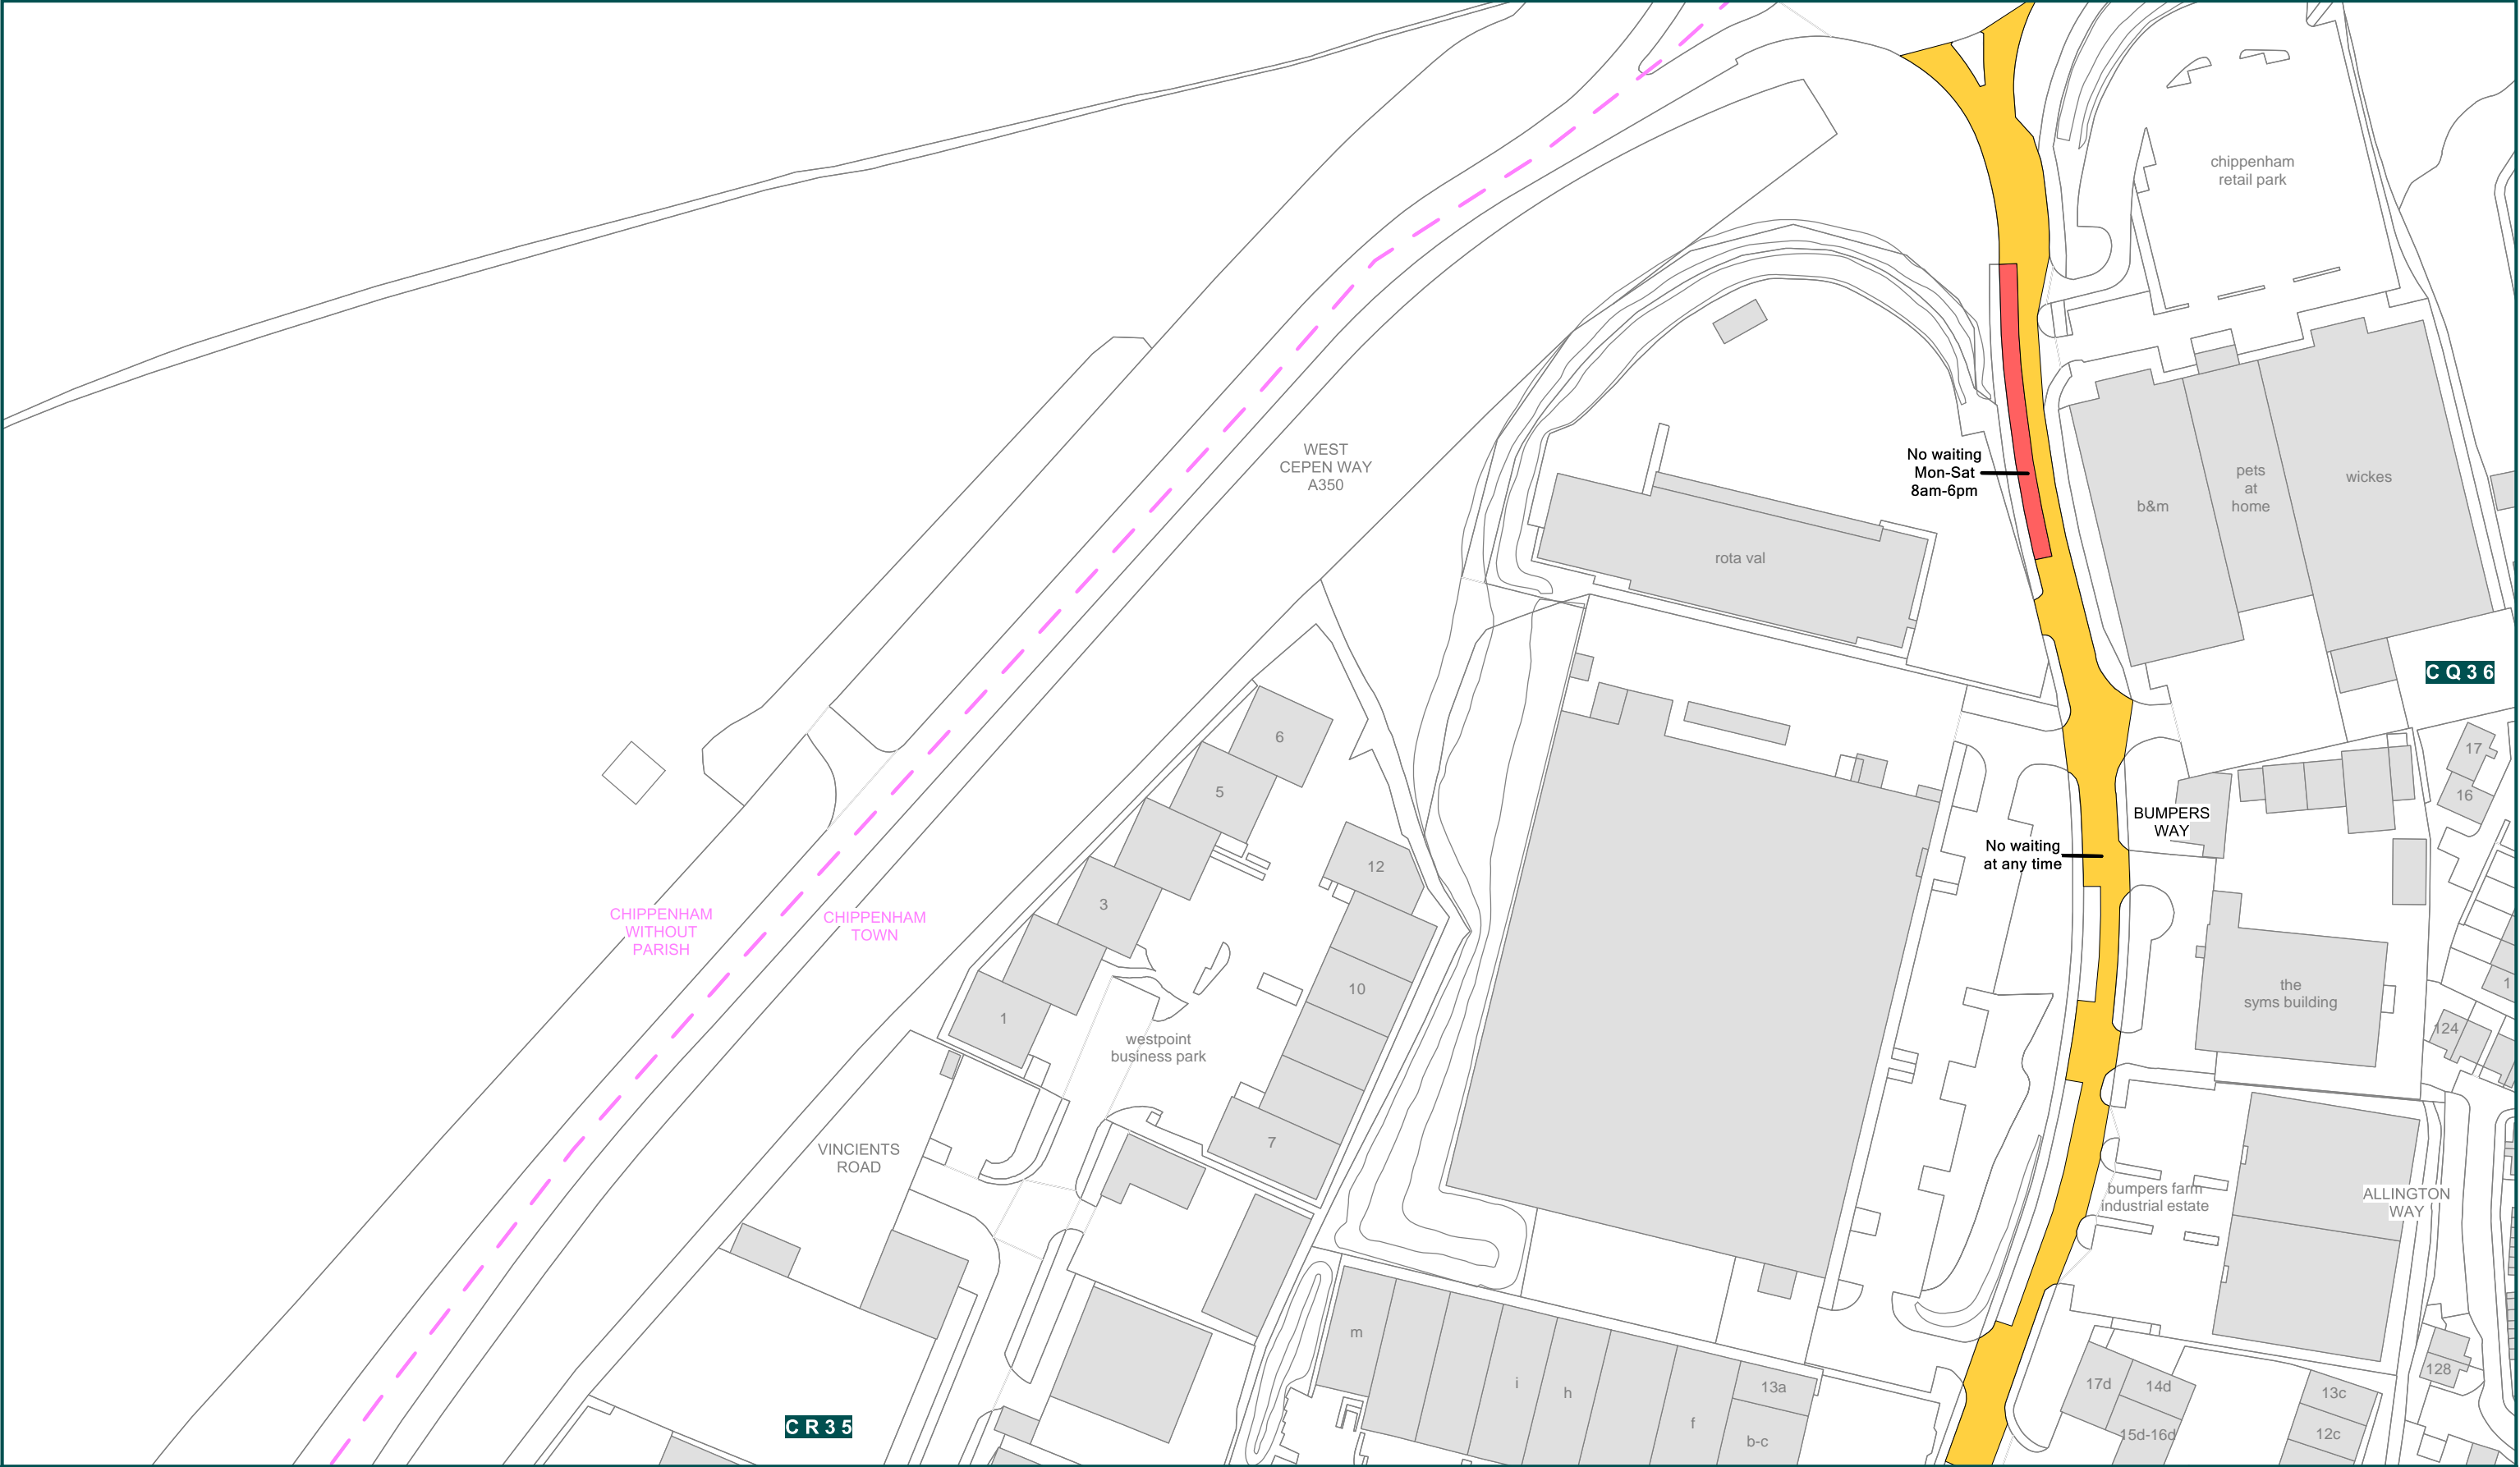 chippenham
retail park
WEST
CEPEN WAY
A350
No waiting
Mon-Sat
8am-6pm
b&m
pets
at
home
wickes
rota val
CQ36
6
5
17
16
BUMPERS
WAY
No waiting
at any time
12
3
CHIPPENHAM
WITHOUT
PARISH
CHIPPENHAM
TOWN
10
1
the
syms building
1
124
westpoint
business park
7
VINCIENTS
ROAD
bumpers farm
industrial estate
ALLINGTON
WAY
m
i
h
f
13a
b-c
17d
14d
15d-16d
13c
12c
128
CR35